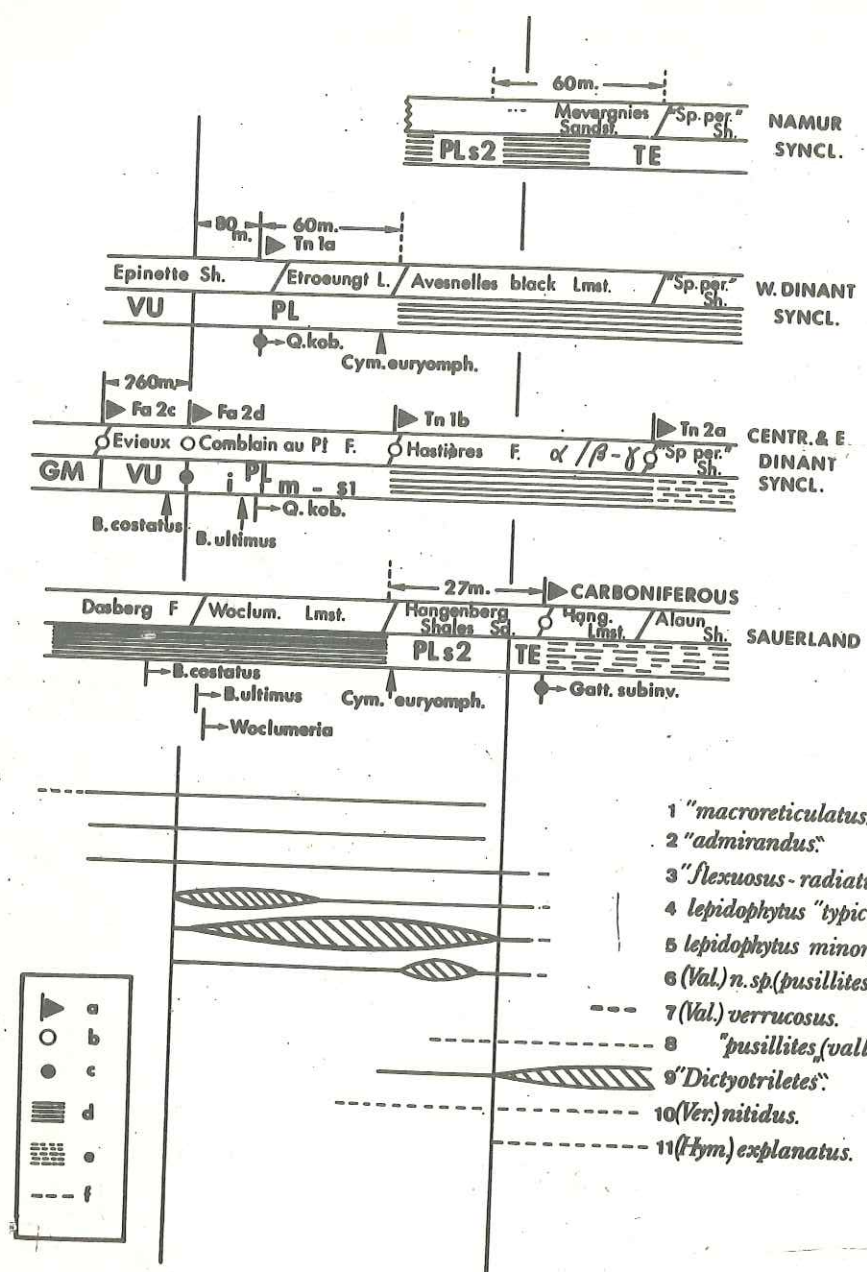 60m.
Mevergnies "Sp. per."
Sandst. Sh.
NAMUR
SYNCL.
PLs2 TE
80 m. 60m.
Tn 1a
Epinette Sh. Etroeungt L. Avesnelles black Lmst. "Sp.per."
Sh.
W. DINANT
SYNCL.
VU PL
Q.kob.
Cym. euryomph.
260m.
Fa 2c Fa 2d Tn 1b Tn 2a
Evieux Comblain au Pt F. Hastières F. α /β-γ "Sp per."
Sh.
CENTR. & E.
DINANT
SYNCL.
GM VU i PL m - s1
Q.kob.
B.costatus
B.ultimus
27m. CARBONIFEROUS
Dasberg F Woclum. Lmst. Hangenberg Hang. Alaun
Shales Sd. Lmst. Sh.
SAUERLAND
PLs2 TE
B.costatus
B.ultimus Cym. euryomph. Gatt. subinv.
Woclumeria
1 "macroreticulatus
2 "admirandus"
3 "flexuosus - radiat
4 lepidophytus "typic
5 lepidophytus minor
6 (Val.) n. sp. (pusillites
7 (Val.) verrucosus.
8 "pusillites" (vall
9 "Dictyotriletes"
10 (Ver.) nitidus.
11 (Hym.) explanatus.
a
b
c
d
e
f